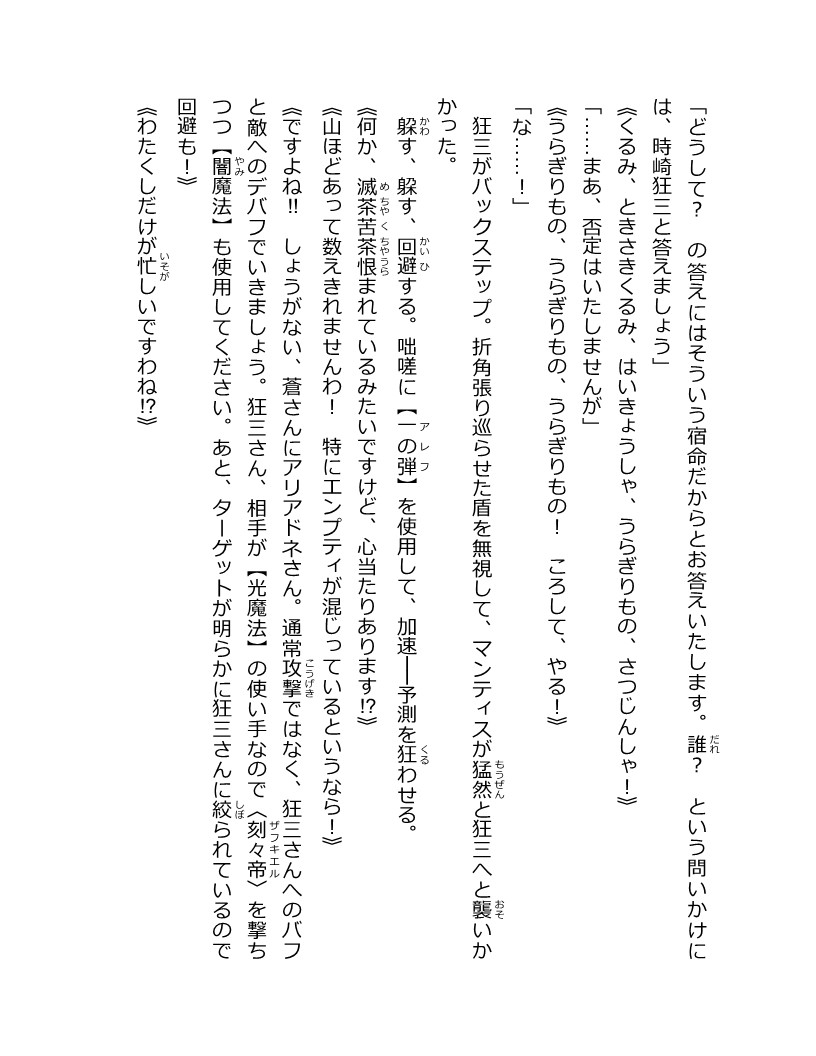 「どうして？　の答えにはそういう宿命だからとお答えいたします。誰？　という問いかけに
は、時崎狂三と答えましょう」
《くるみ、ときさきくるみ、はいきょうしゃ、うらぎりもの、さつじんしゃ！》
「……まあ、否定はいたしませんが」
《うらぎりもの、うらぎりもの、うらぎりもの！　ころして、やる！》
「な……！」
　狂三がバックステップ。折角張り巡らせた盾を無視して、マンティスが猛然と狂三へと襲いか
かった。
　躱す、躱す、回避する。咄嗟に【一の弾】を使用して、加速──予測を狂わせる。
《何か、滅茶苦茶恨まれているみたいですけど、心当たりあります!?》
《山ほどあって数えきれませんわ！　特にエンプティが混じっているというなら！》
《ですよね!!　しょうがない、蒼さんにアリアドネさん。通常攻撃ではなく、狂三さんへのバフ
と敵へのデバフでいきましょう。狂三さん、相手が【光魔法】の使い手なので〈刻々帝〉を撃ち
つつ【闇魔法】も使用してください。あと、ターゲットが明らかに狂三さんに絞られているので
回避も！》
《わたくしだけが忙しいですわね!?》